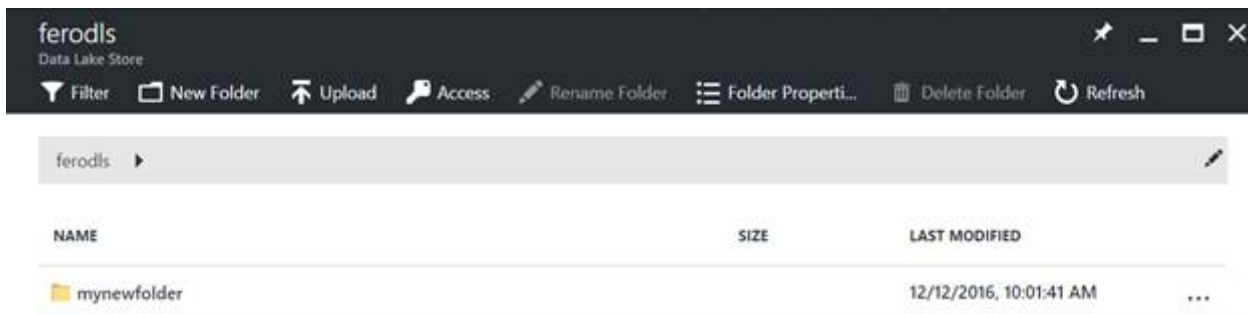 ferodls
Data Lake Store
Filter New Folder Upload Access Rename Folder Folder Properti... Delete Folder Refresh
ferodls
NAME SIZE LAST MODIFIED
mynewfolder 12/12/2016, 10:01:41 AM ...